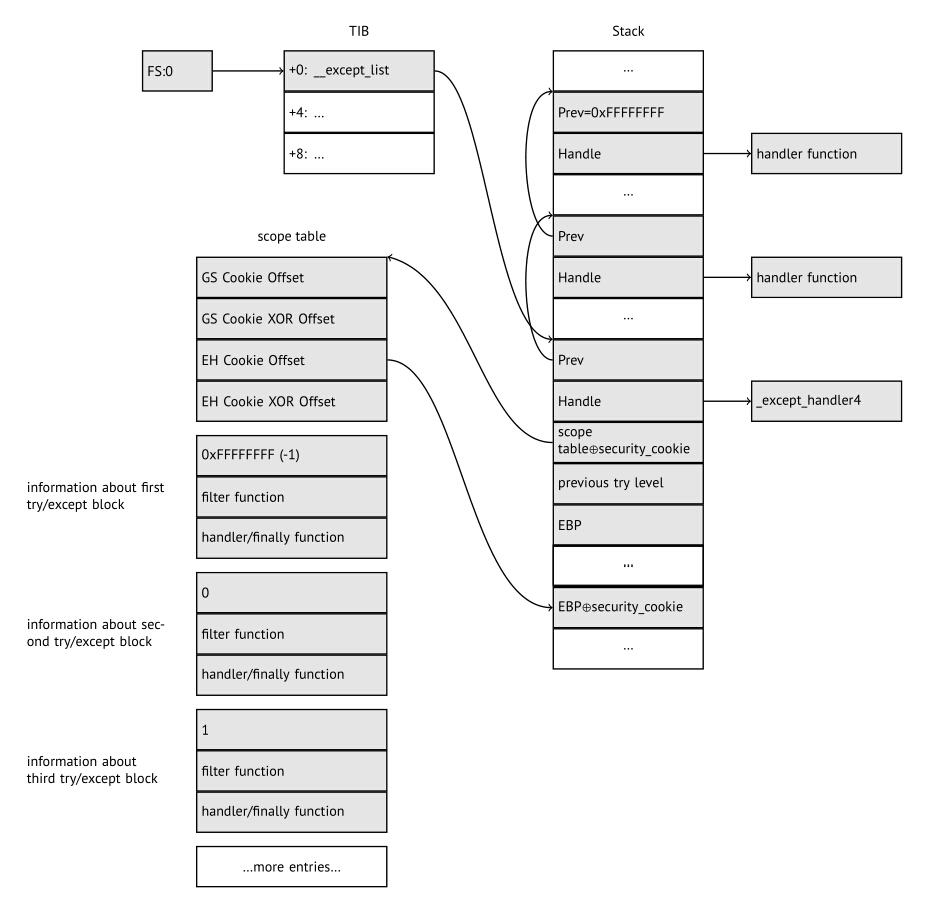 TIB
Stack
FS:0
+0: __except_list
+4: ...
+8: ...
...
Prev=0xFFFFFFFF
Handle
handler function
...
Prev
Handle
handler function
...
Prev
Handle
_except_handler4
scope
table⊕security_cookie
previous try level
EBP
...
EBP⊕security_cookie
...
scope table
GS Cookie Offset
GS Cookie XOR Offset
EH Cookie Offset
EH Cookie XOR Offset
information about first
try/except block
0xFFFFFFFF (-1)
filter function
handler/finally function
information about sec-
ond try/except block
0
filter function
handler/finally function
information about
third try/except block
1
filter function
handler/finally function
...more entries...